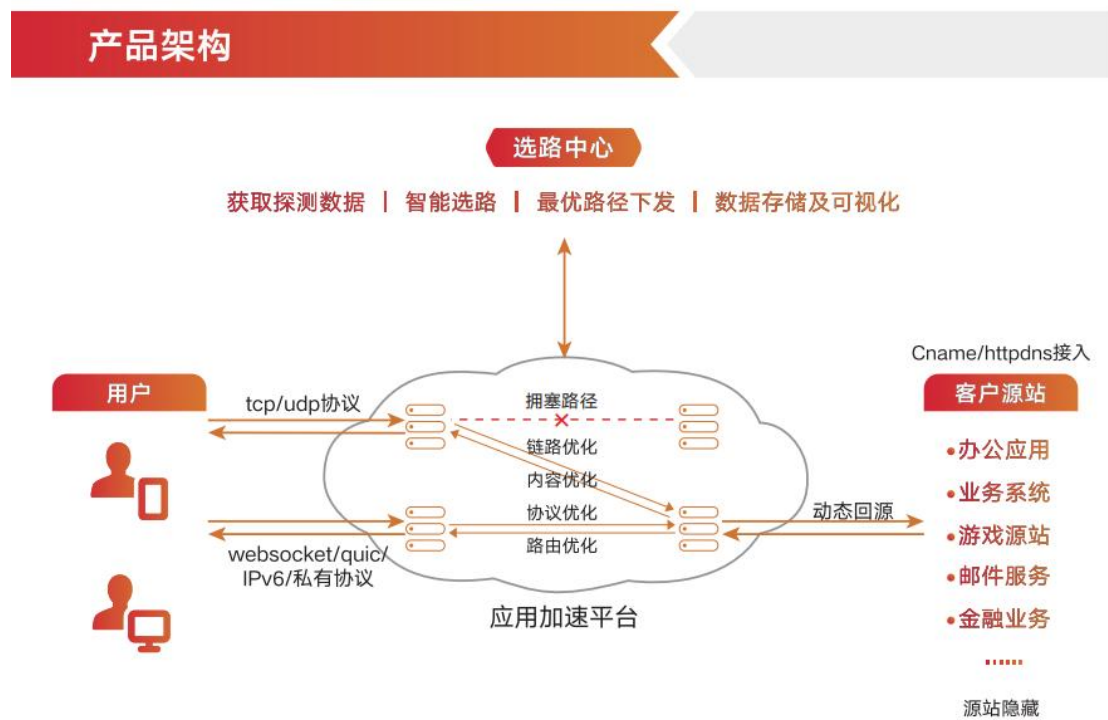 产品架构
选路中心
获取探测数据 | 智能选路 | 最优路径下发 | 数据存储及可视化
Cname/httpdns接入
用户
客户源站
tcp/udp协议
拥塞路径
链路优化
内容优化
协议优化
路由优化
动态回源
websocket/quic/
IPv6/私有协议
应用加速平台
•办公应用
•业务系统
•游戏源站
•邮件服务
•金融业务
......
源站隐藏